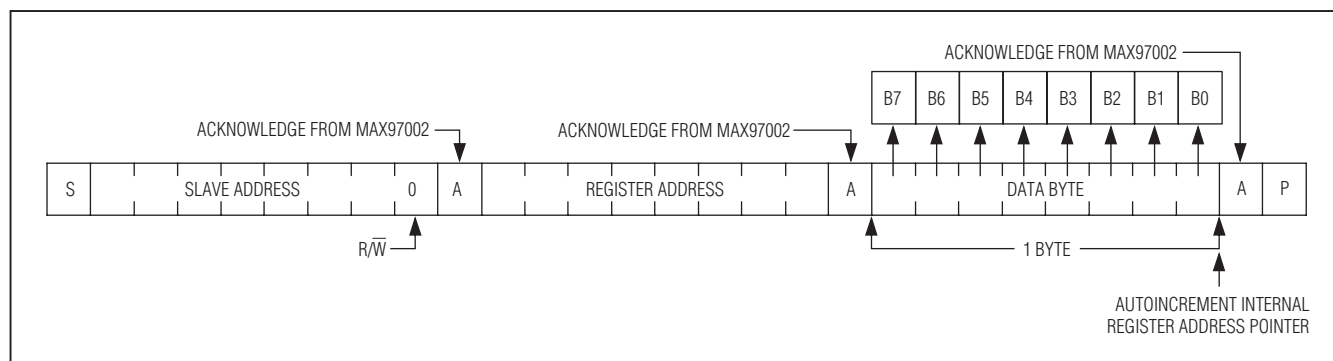 ACKNOWLEDGE FROM MAX97002
B7 B6 B5 B4 B3 B2 B1 B0
ACKNOWLEDGE FROM MAX97002 ACKNOWLEDGE FROM MAX97002
S SLAVE ADDRESS 0 A REGISTER ADDRESS A DATA BYTE A P
R/W̅ 1 BYTE
AUTOINCREMENT INTERNAL
REGISTER ADDRESS POINTER